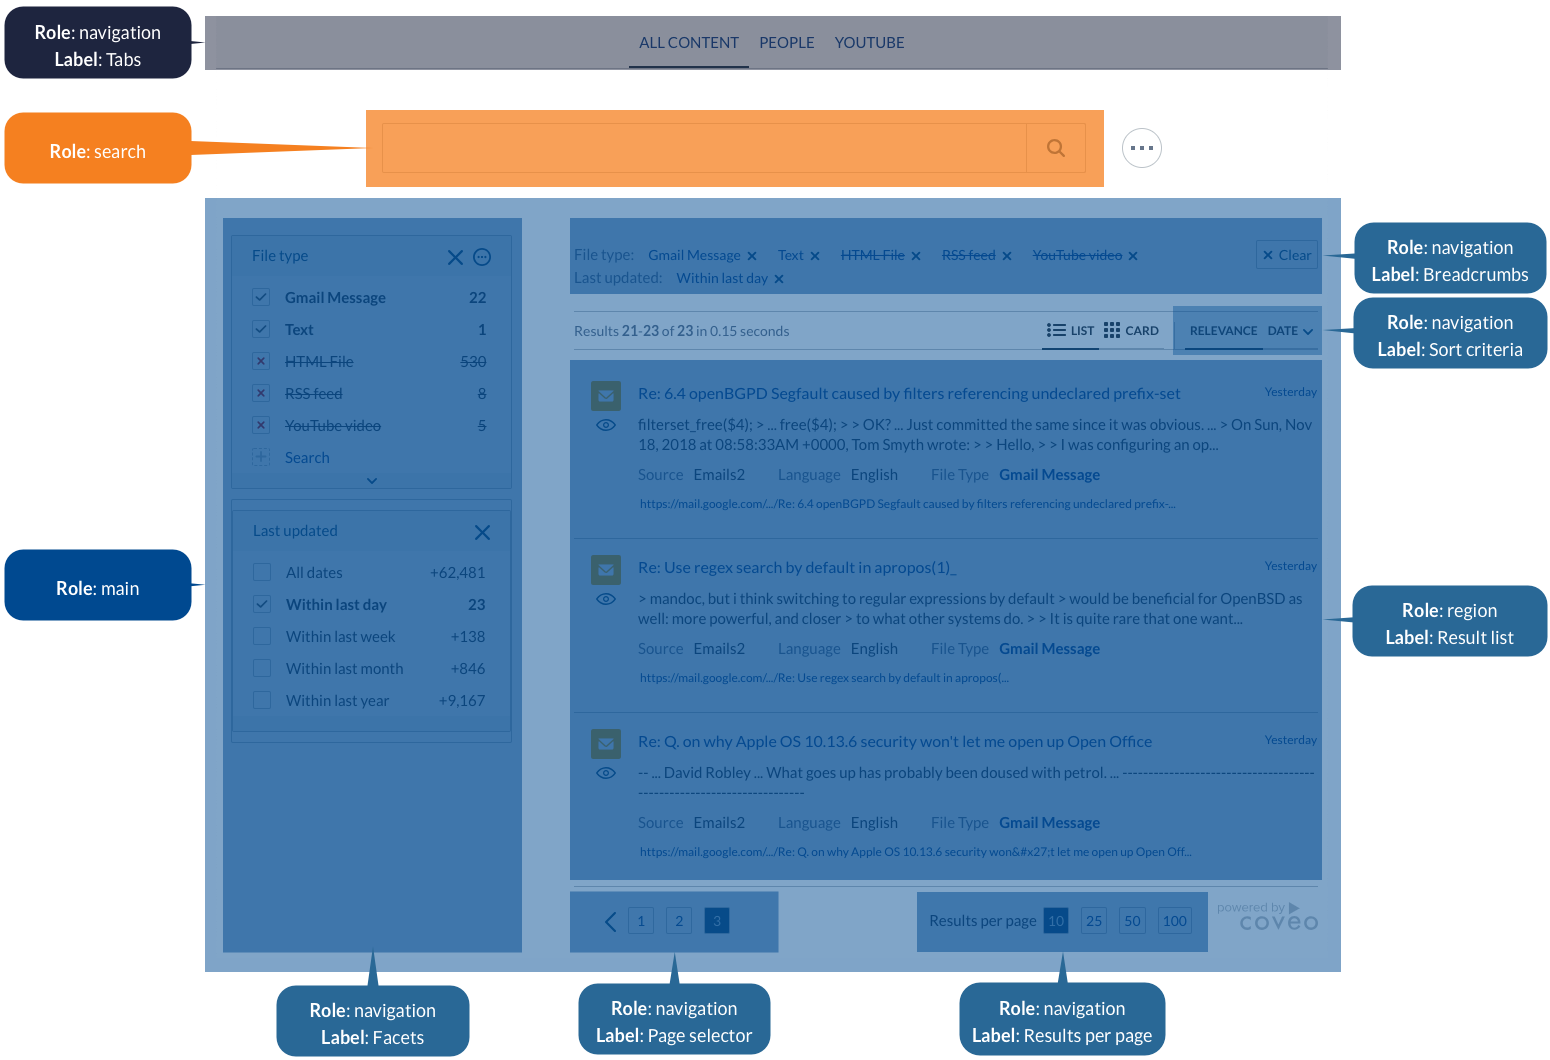 Role: navigation
Label: Tabs
ALL CONTENT PEOPLE YOUTUBE
Role: search
Role: main
File type
Gmail Message 22
Text 1
HTML File 530
RSS feed 8
YouTube video 5
Search
Last updated
All dates +62,481
Within last day 23
Within last week +138
Within last month +846
Within last year +9,167
File type: Gmail Message Text HTML File RSS feed YouTube video Clear
Last updated: Within last day
Role: navigation
Label: Breadcrumbs
Results 21-23 of 23 in 0.15 seconds LIST CARD RELEVANCE DATE
Role: navigation
Label: Sort criteria
Re: 6.4 openBGPD Segfault caused by filters referencing undeclared prefix-set Yesterday
filterset_free($4); > ... free($4); > > OK? ... Just committed the same since it was obvious. ... > On Sun, Nov
18, 2018 at 08:58:33AM +0000, Tom Smyth wrote: > > Hello, > > I was configuring an op...
Source Emails2 Language English File Type Gmail Message
https://mail.google.com/.../Re: 6.4 openBGPD Segfault caused by filters referencing undeclared prefix-...
Re: Use regex search by default in apropos(1)_ Yesterday
> mandoc, but i think switching to regular expressions by default > would be beneficial for OpenBSD as
well: more powerful, and closer > to what other systems do. > > It is quite rare that one want...
Source Emails2 Language English File Type Gmail Message
https://mail.google.com/.../Re: Use regex search by default in apropos(...
Role: region
Label: Result list
Re: Q. on why Apple OS 10.13.6 security won't let me open up Open Office Yesterday
-- ... David Robley ... What goes up has probably been doused with petrol. ... -------------------------------------
--------------------------------
Source Emails2 Language English File Type Gmail Message
https://mail.google.com/.../Re: Q. on why Apple OS 10.13.6 security won&#x27;t let me open up Open Off...
1 2 3 Results per page 10 25 50 100
powered by
coveo
Role: navigation
Label: Facets
Role: navigation
Label: Page selector
Role: navigation
Label: Results per page